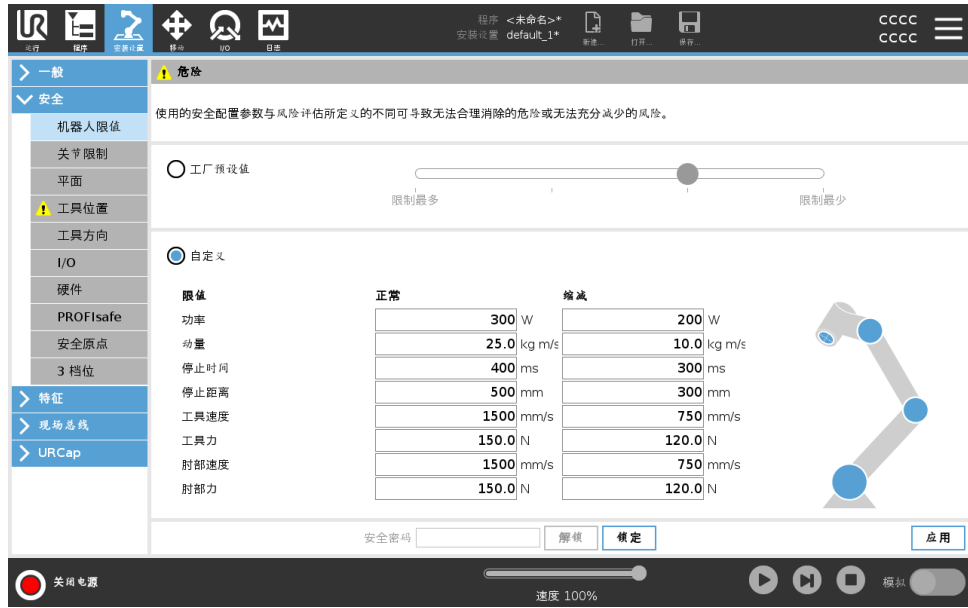 程序 <未命名>*
安装设置 default_1*
UR
运行 程序 安装设置 移动 I/O 日志 新建... 打开... 保存...
CCCC
CCCC
一般
安全
机器人限值
关节限制
平面
工具位置
工具方向
I/O
硬件
PROFIsafe
安全原点
3 档位
特征
现场总线
URCap
危险
使用的安全配置参数与风险评估所定义的不同可导致无法合理消除的危险或无法充分减少的风险。
工厂预设值
限制最多 限制最少
自定义
限值 正常 缩减
功率 300 W 200 W
动量 25.0 kg m/s 10.0 kg m/s
停止时间 400 ms 300 ms
停止距离 500 mm 300 mm
工具速度 1500 mm/s 750 mm/s
工具力 150.0 N 120.0 N
肘部速度 1500 mm/s 750 mm/s
肘部力 150.0 N 120.0 N
安全密码 解锁 锁定 应用
关闭电源
速度 100%
模拟